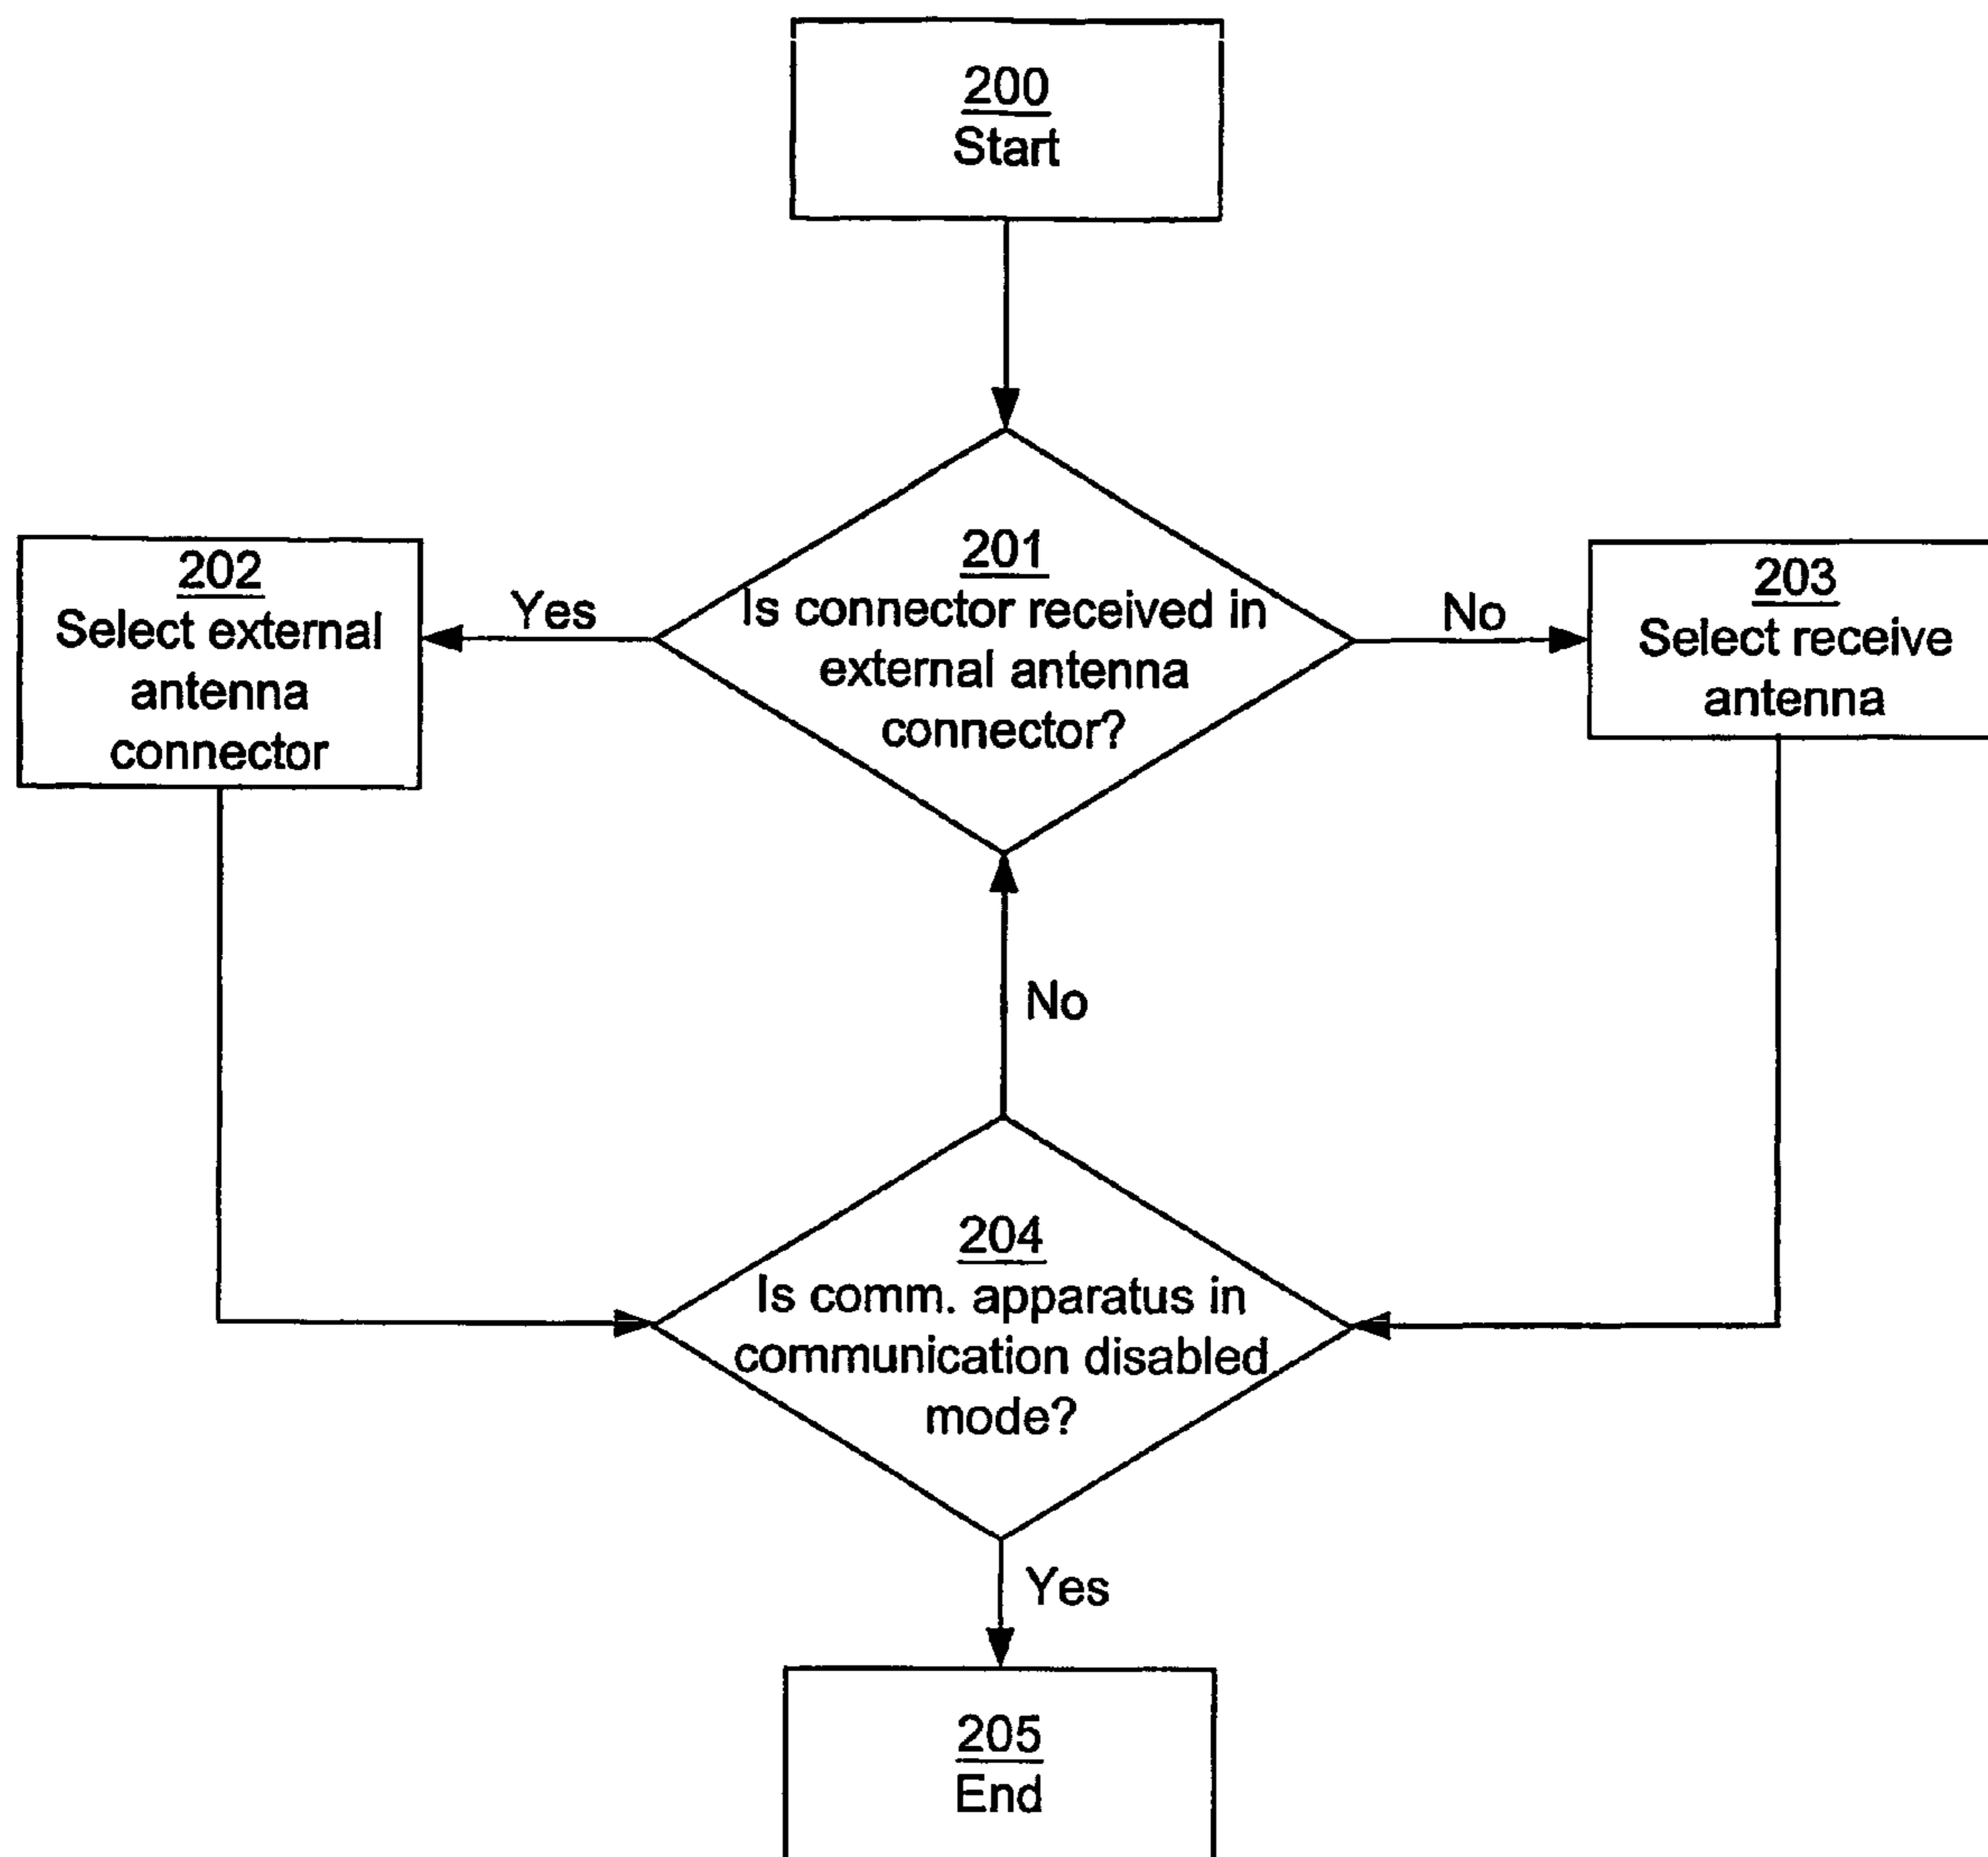 200
Start
201
Is connector received in
external antenna
connector?
Yes
No
202
Select external
antenna
connector
203
Select receive
antenna
No
204
Is comm. apparatus in
communication disabled
mode?
Yes
205
End